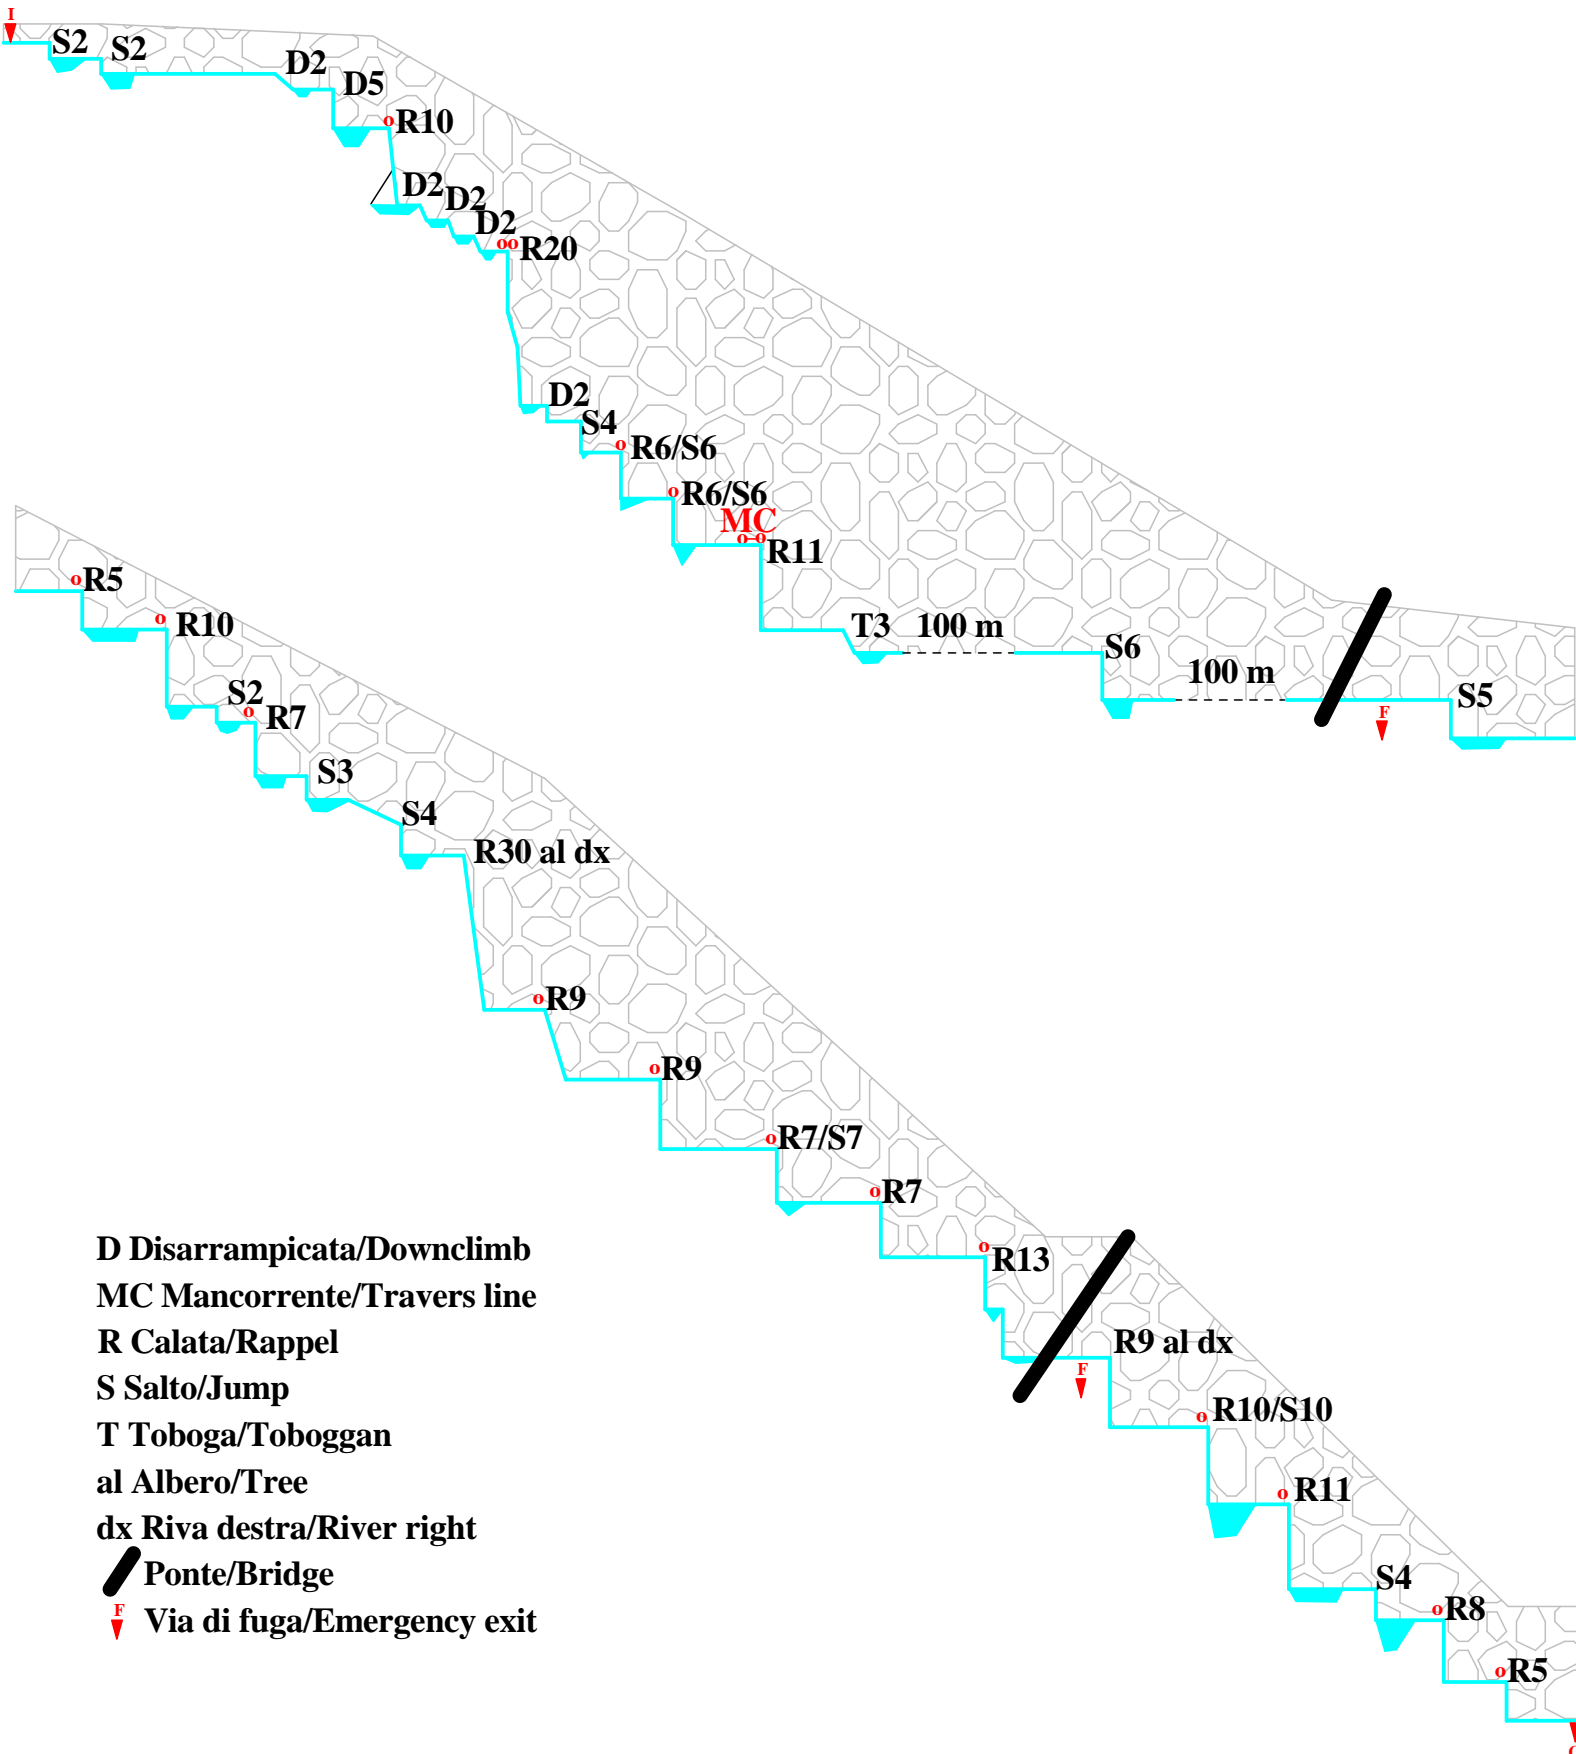 I
S2
S2
D2
D5
R10
D2
D2
D2
R20
D2
S4
R6/S6
R6/S6
MC
R11
T3
100 m
S6
100 m
F
S5
R5
R10
S2
R7
S3
S4
R30 al dx
R9
R9
R7/S7
R7
R13
F
R9 al dx
R10/S10
R11
S4
R8
R5
D Disarrampicata/Downclimb
MC Mancorrente/Travers line
R Calata/Rappel
S Salto/Jump
T Toboga/Toboggan
al Albero/Tree
dx Riva destra/River right
Ponte/Bridge
F Via di fuga/Emergency exit